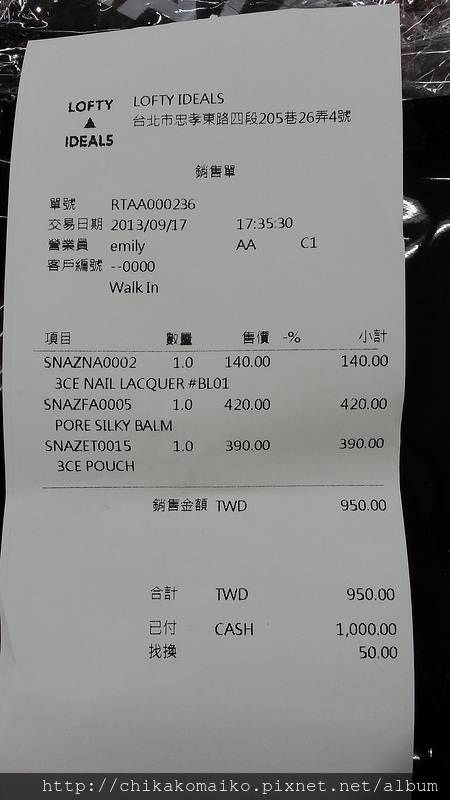 LOFTY
IDEALS
LOFTY IDEALS
台北市忠孝東路四段205巷26弄4號
銷售單
單號 RTAA000236
交易日期 2013/09/17 17:35:30
營業員 emily AA C1
客戶編號 --0000
Walk In
項目 數量 售價 -% 小計
SNAZNA0002 1.0 140.00 140.00
3CE NAIL LACQUER #BL01
SNAZFA0005 1.0 420.00 420.00
PORE SILKY BALM
SNAZET0015 1.0 390.00 390.00
3CE POUCH
銷售金額 TWD 950.00
合計 TWD 950.00
已付 CASH 1,000.00
找換 50.00
http://chikakomaiko.pixnet.net/album